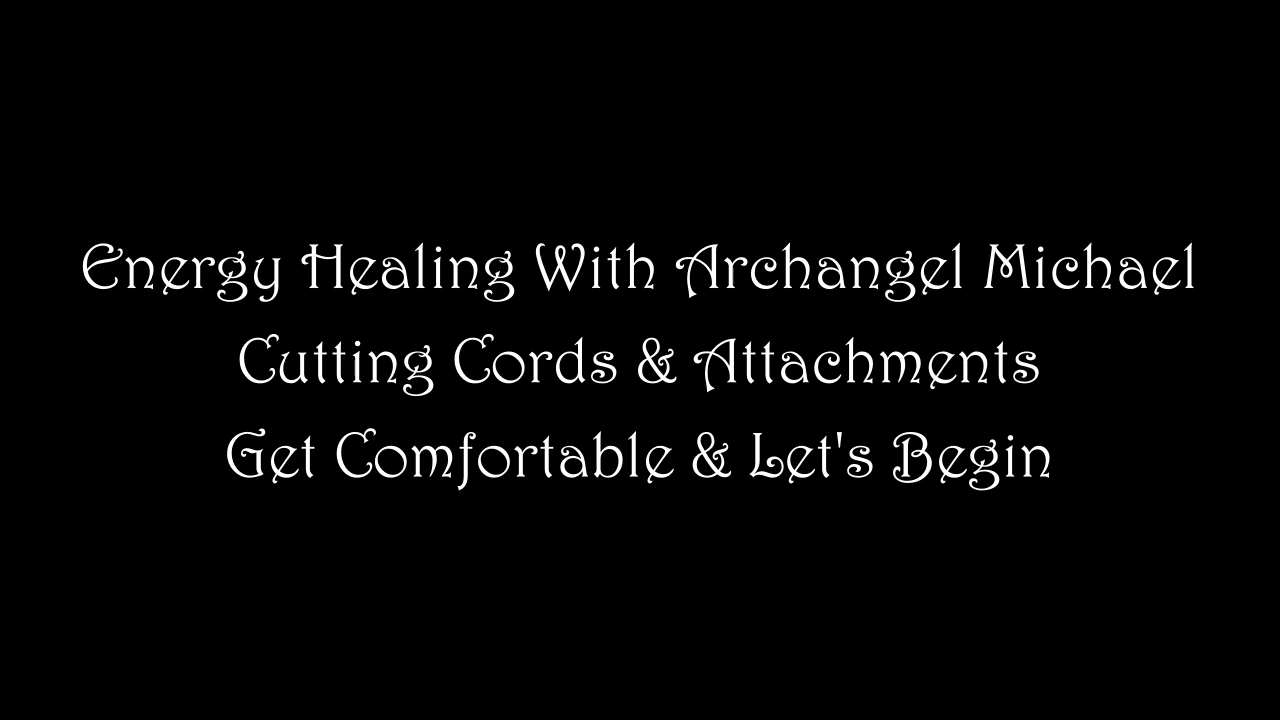 Energy Healing With Archangel Michael
Cutting Cords & Attachments
Get Comfortable & Let's Begin